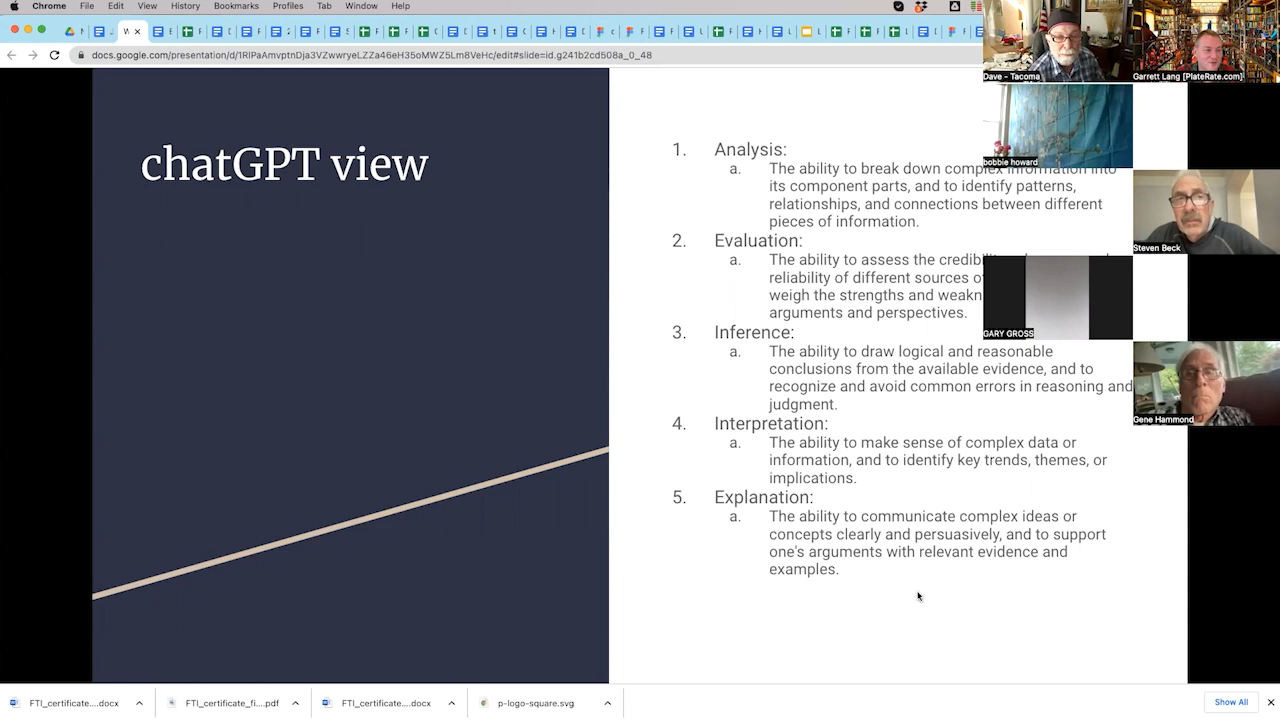 Chrome File Edit View History Bookmarks Profiles Tab Window Help
docs.google.com/presentation/d/1RIPaAmvptnDja3VZwwryeLZZa46eH35oMWZ5Lm8VeHc/edit#slide=id.g241b2cd508a_0_48
Dave - Tacoma
Garrett Lang [PlateRate.com]
bobbie howard
Steven Beck
GARY GROSS
Gene Hammond
chatGPT view
1. Analysis:
a. The ability to break down complex information into
its component parts, and to identify patterns,
relationships, and connections between different
pieces of information.
2. Evaluation:
a. The ability to assess the
reliability of different sources
weigh the strengths and
arguments and perspectives.
3. Inference:
a. The ability to draw logical and reasonable
conclusions from the available evidence, and to
recognize and avoid common errors in reasoning and
judgment.
4. Interpretation:
a. The ability to make sense of complex data or
information, and to identify key trends, themes, or
implications.
5. Explanation:
a. The ability to communicate complex ideas or
concepts clearly and persuasively, and to support
one's arguments with relevant evidence and
examples.
FTI_certificate....docx
FTI_certificate_fi....pdf
FTI_certificate....docx
p-logo-square.svg
Show All